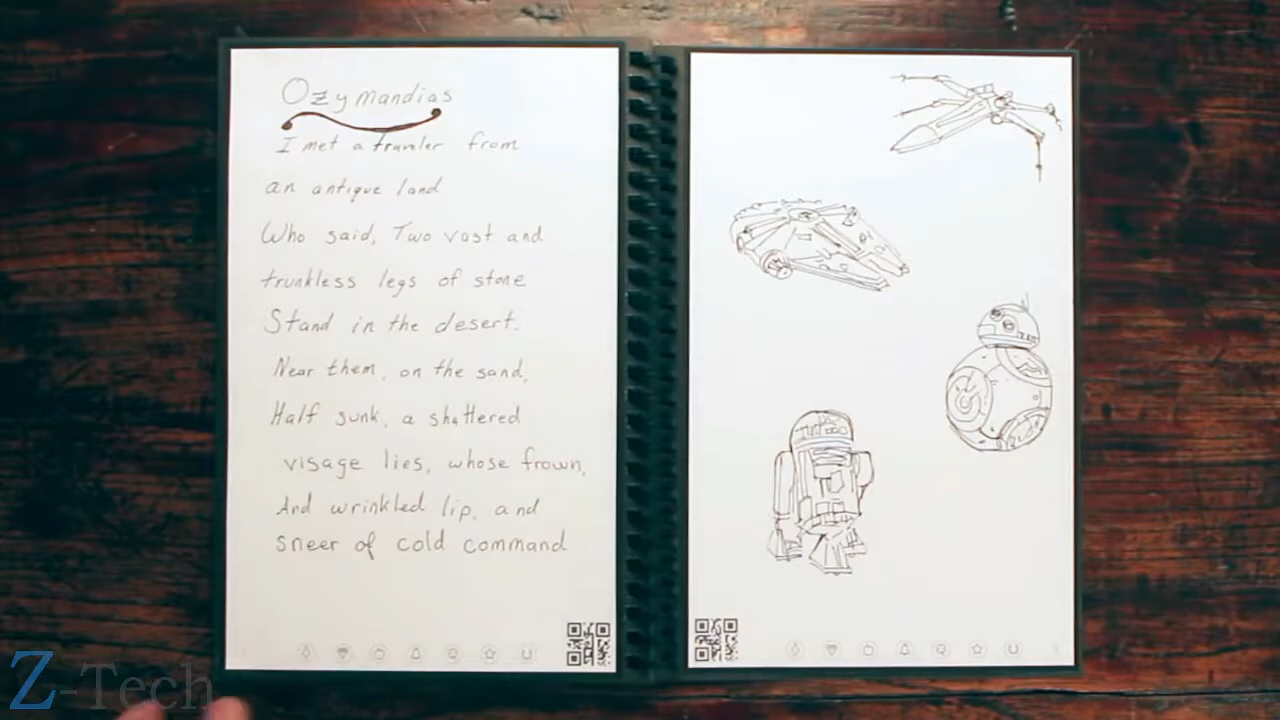 Ozymandias
I met a traveler from
an antique land
Who said, Two vast and
trunkless legs of stone
Stand in the desert.
Near them, on the sand,
Half sunk, a shattered
visage lies, whose frown,
And wrinkled lip, and
sneer of cold command
Z-Tech